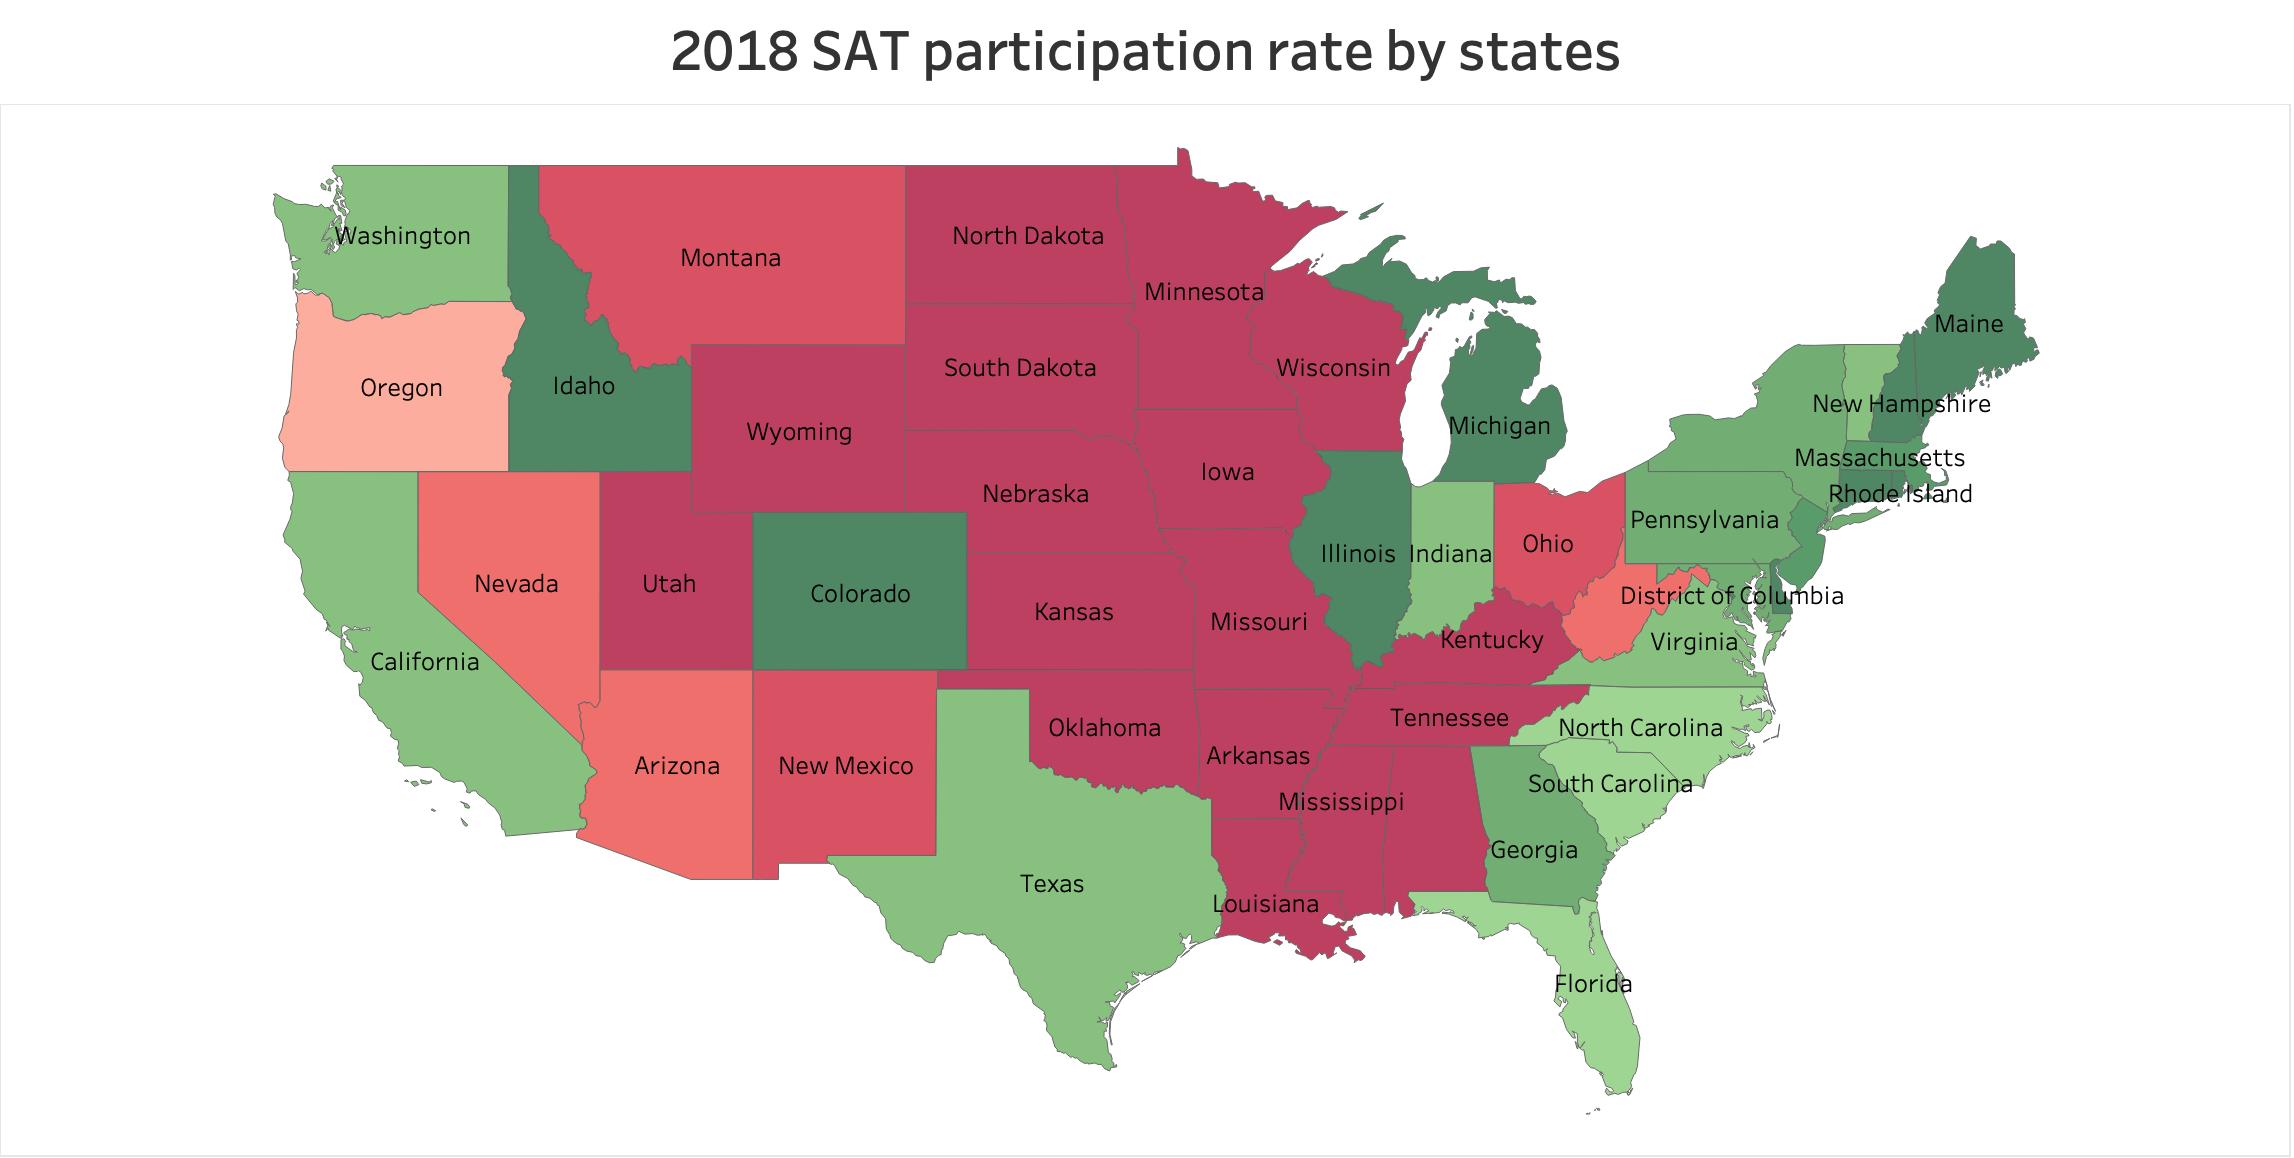 2018 SAT participation rate by states
Washington
North Dakota
Montana
Minnesota
Maine
South Dakota
Wisconsin
Idaho
Oregon
New Hampshire
Michigan
Wyoming
Massachusetts
Iowa
Nebraska
Rhode Island
Pennsylvania
Ohio
Illinois
Indiana
Nevada
Utah
Colorado
District of Columbia
Kansas
Missouri
Kentucky
Virginia
California
Tennessee
Oklahoma
North Carolina
Arkansas
Arizona
New Mexico
South Carolina
Mississippi
Georgia
Texas
Louisiana
Florida